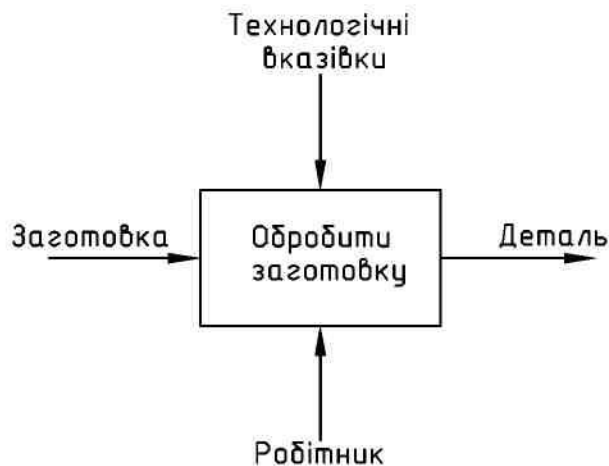 Технологічні
вказівки
Заготовка
Обробити
заготовку
Деталь
Робітник